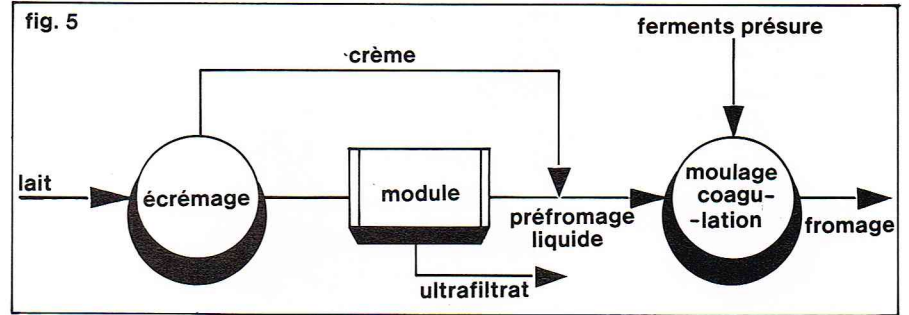 fig. 5
ferments présure
crème
lait
écrémage
module
moulage
coagu-
-lation
préfromage
liquide
fromage
ultrafiltrat